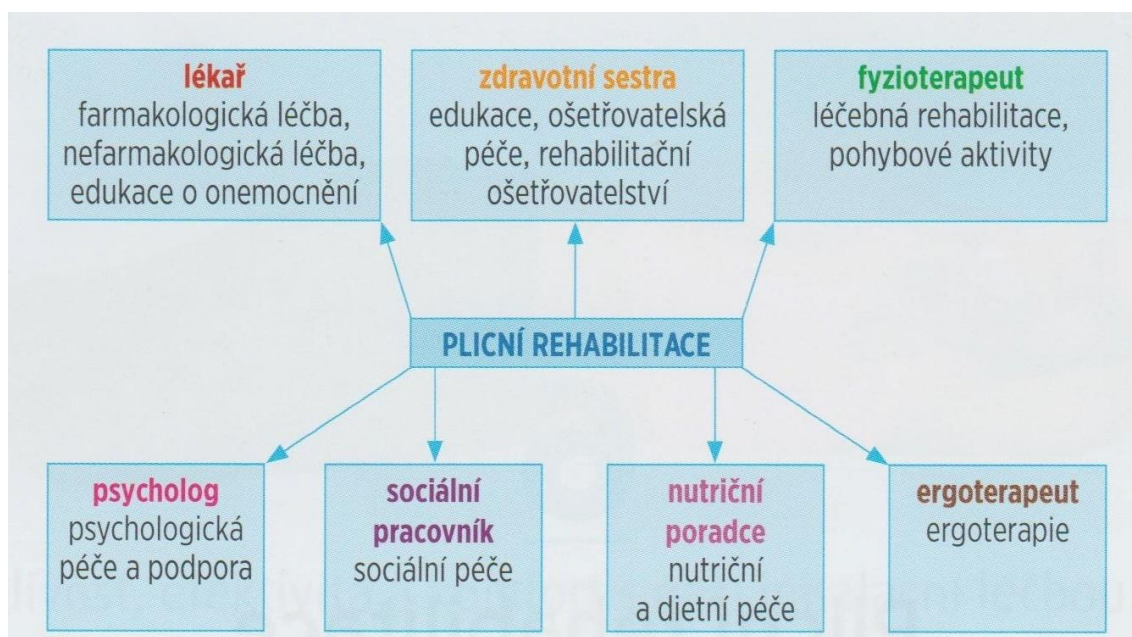 lékař
farmakologická léčba,
nefarmakologická léčba,
edukace o onemocnění
zdravotní sestra
edukace, ošetřovatelská
péče, rehabilitační
ošetřovatelství
fyzioterapeut
léčebná rehabilitace,
pohybové aktivity
PLICNÍ REHABILITACE
psycholog
psychologická
péče a podpora
sociální
pracovník
sociální péče
nutriční
poradce
nutriční
a dietní péče
ergoterapeut
ergoterapie